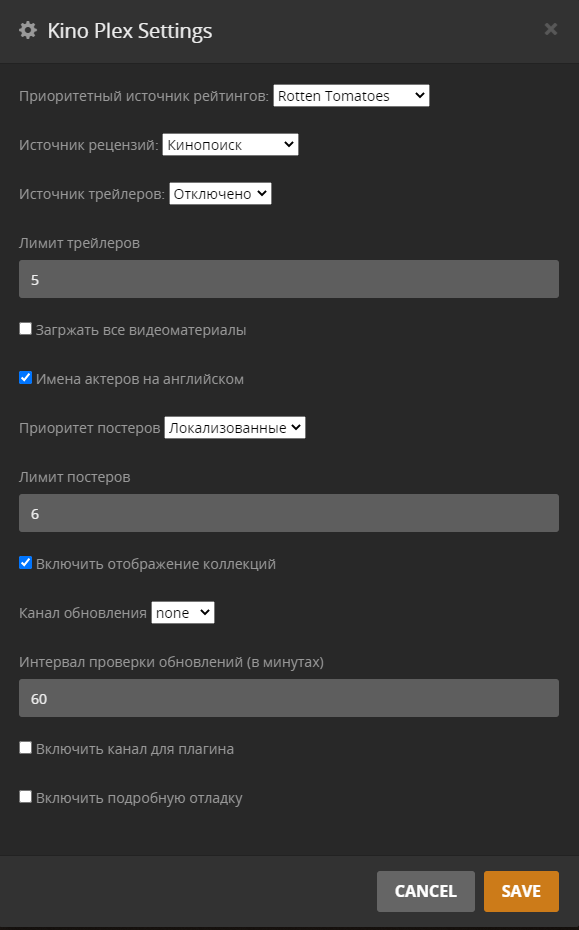 Kino Plex Settings
Приоритетный источник рейтингов: Rotten Tomatoes
Источник рецензий: Кинопоиск
Источник трейлеров: Отключено
Лимит трейлеров
5
Загржать все видеоматериалы
Имена актеров на английском
Приоритет постеров Локализованные
Лимит постеров
6
Включить отображение коллекций
Канал обновления none
Интервал проверки обновлений (в минутах)
60
Включить канал для плагина
Включить подробную отладку
CANCEL SAVE